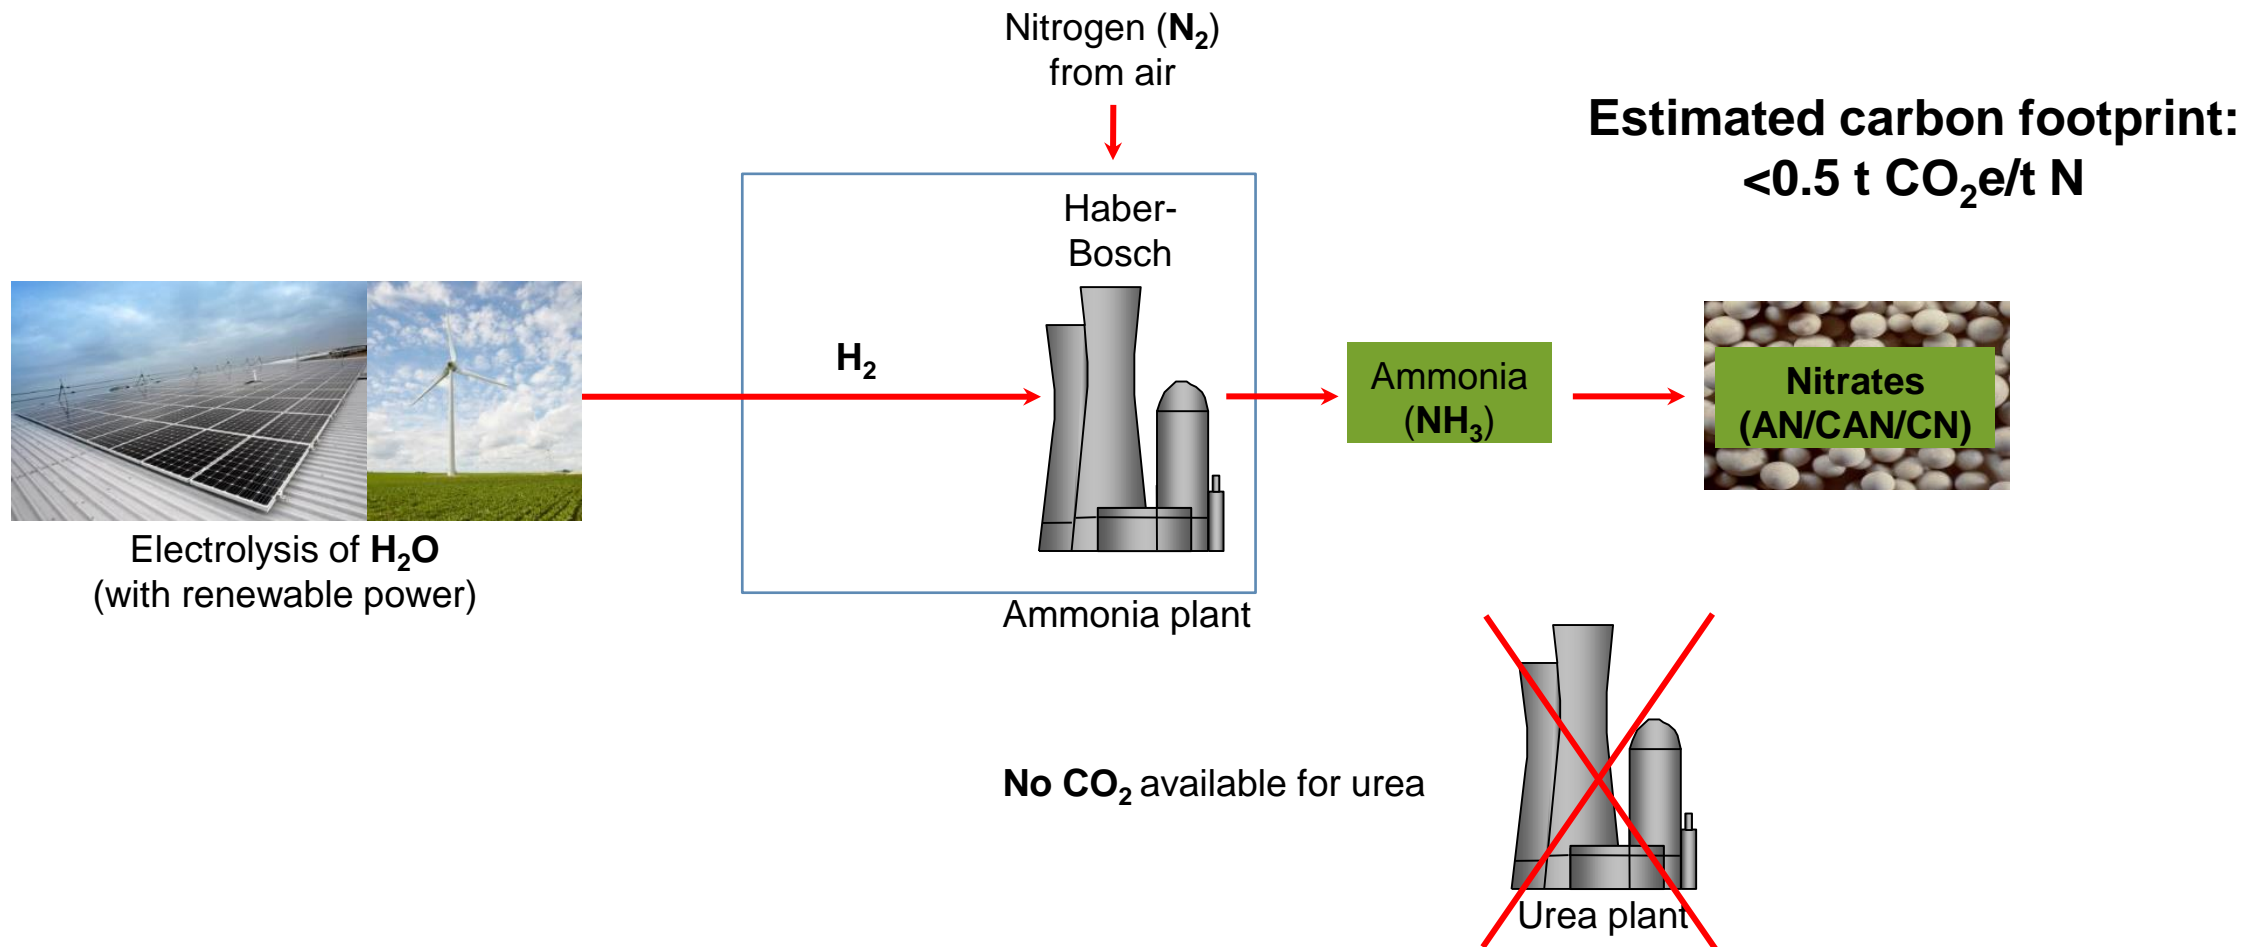 Nitrogen (N₂)
from air
Estimated carbon footprint:
<0.5 t CO₂e/t N
Haber-
Bosch
H₂
Ammonia
(NH₃)
Nitrates
(AN/CAN/CN)
Electrolysis of H₂O
(with renewable power)
Ammonia plant
No CO₂ available for urea
Urea plant